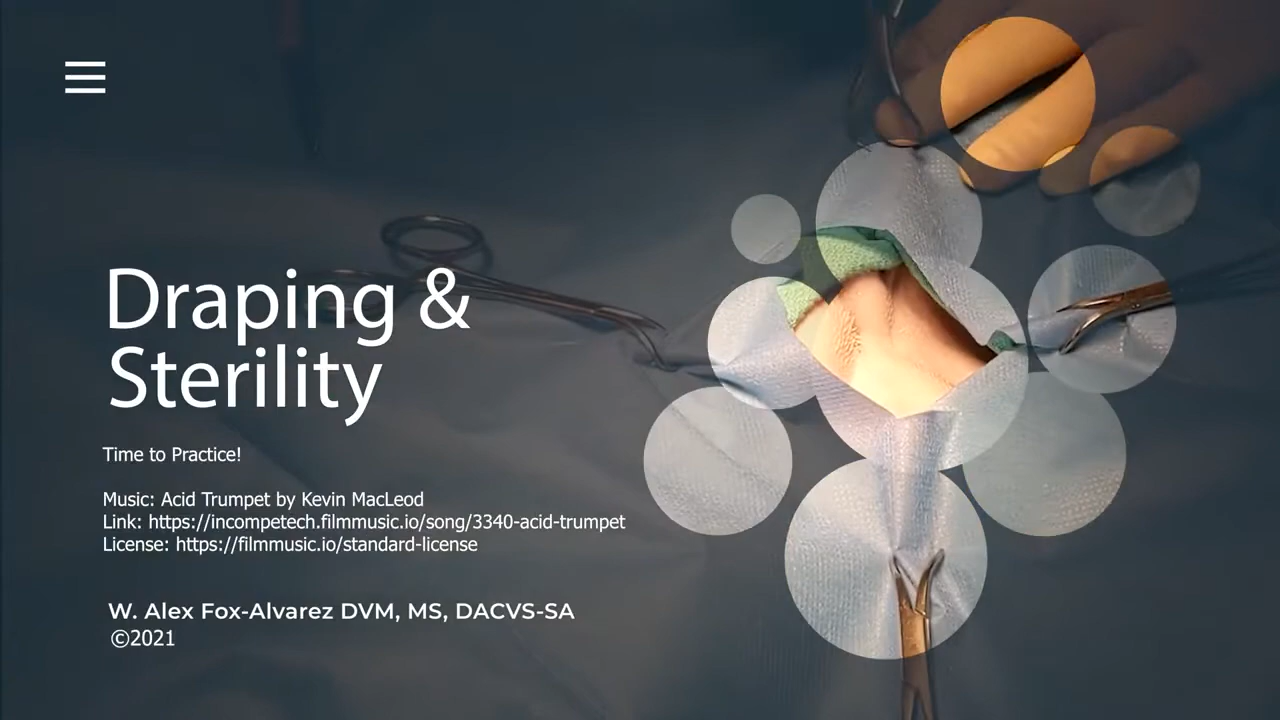 Draping &
Sterility
Time to Practice!
Music: Acid Trumpet by Kevin MacLeod
Link: https://incompetech.filmmusic.io/song/3340-acid-trumpet
License: https://filmmusic.io/standard-license
W. Alex Fox-Alvarez DVM, MS, DACVS-SA
©2021